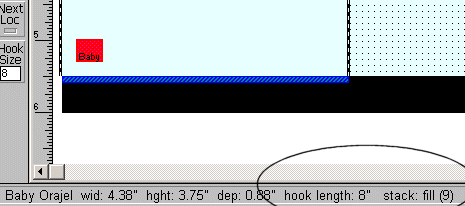 Next
Loc
5
Hook
Size
8
Baby
6
Baby Orajel wid: 4.38" hght: 3.75" dep: 0.88" hook length: 8" stack: fill (9)